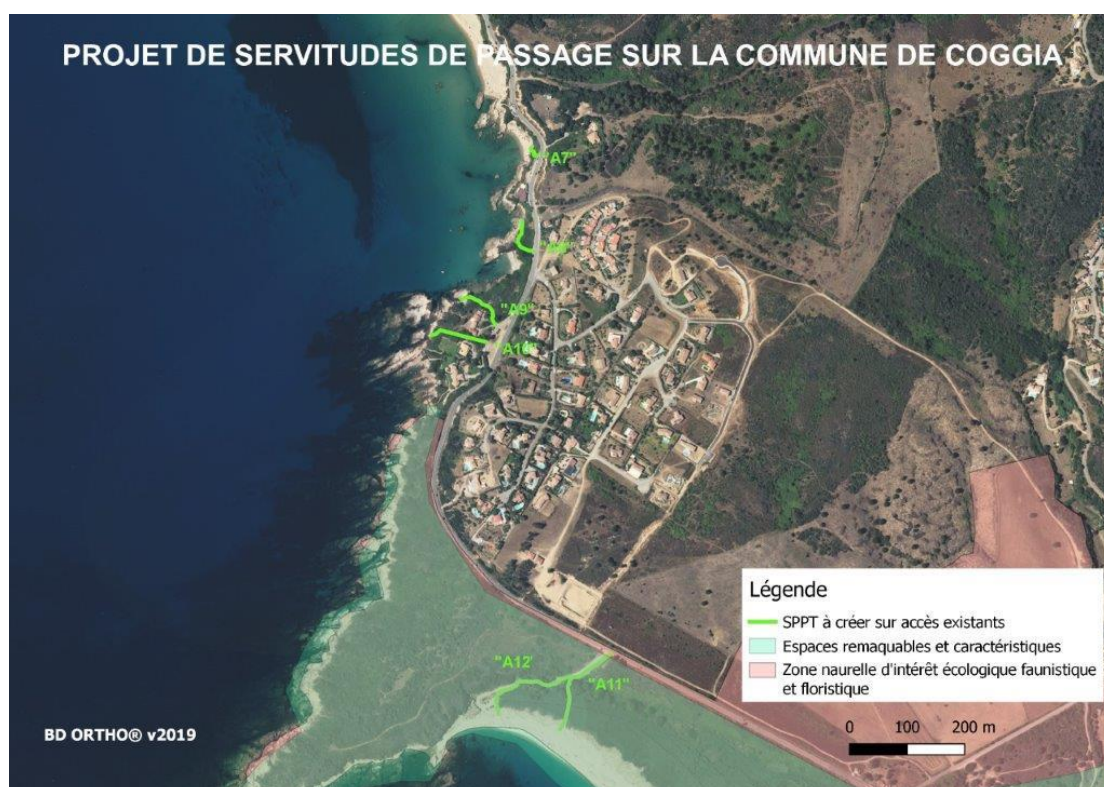 PROJET DE SERVITUDES DE PASSAGE SUR LA COMMUNE DE COGGIA
"A7"
"A9"
"A10"
"A12'
"A11"
Légende
SPPT à créer sur accès existants
Espaces remaquables et caractéristiques
Zone naurelle d'intérêt écologique faunistique
et floristique
0 100 200 m
BD ORTHO® v2019